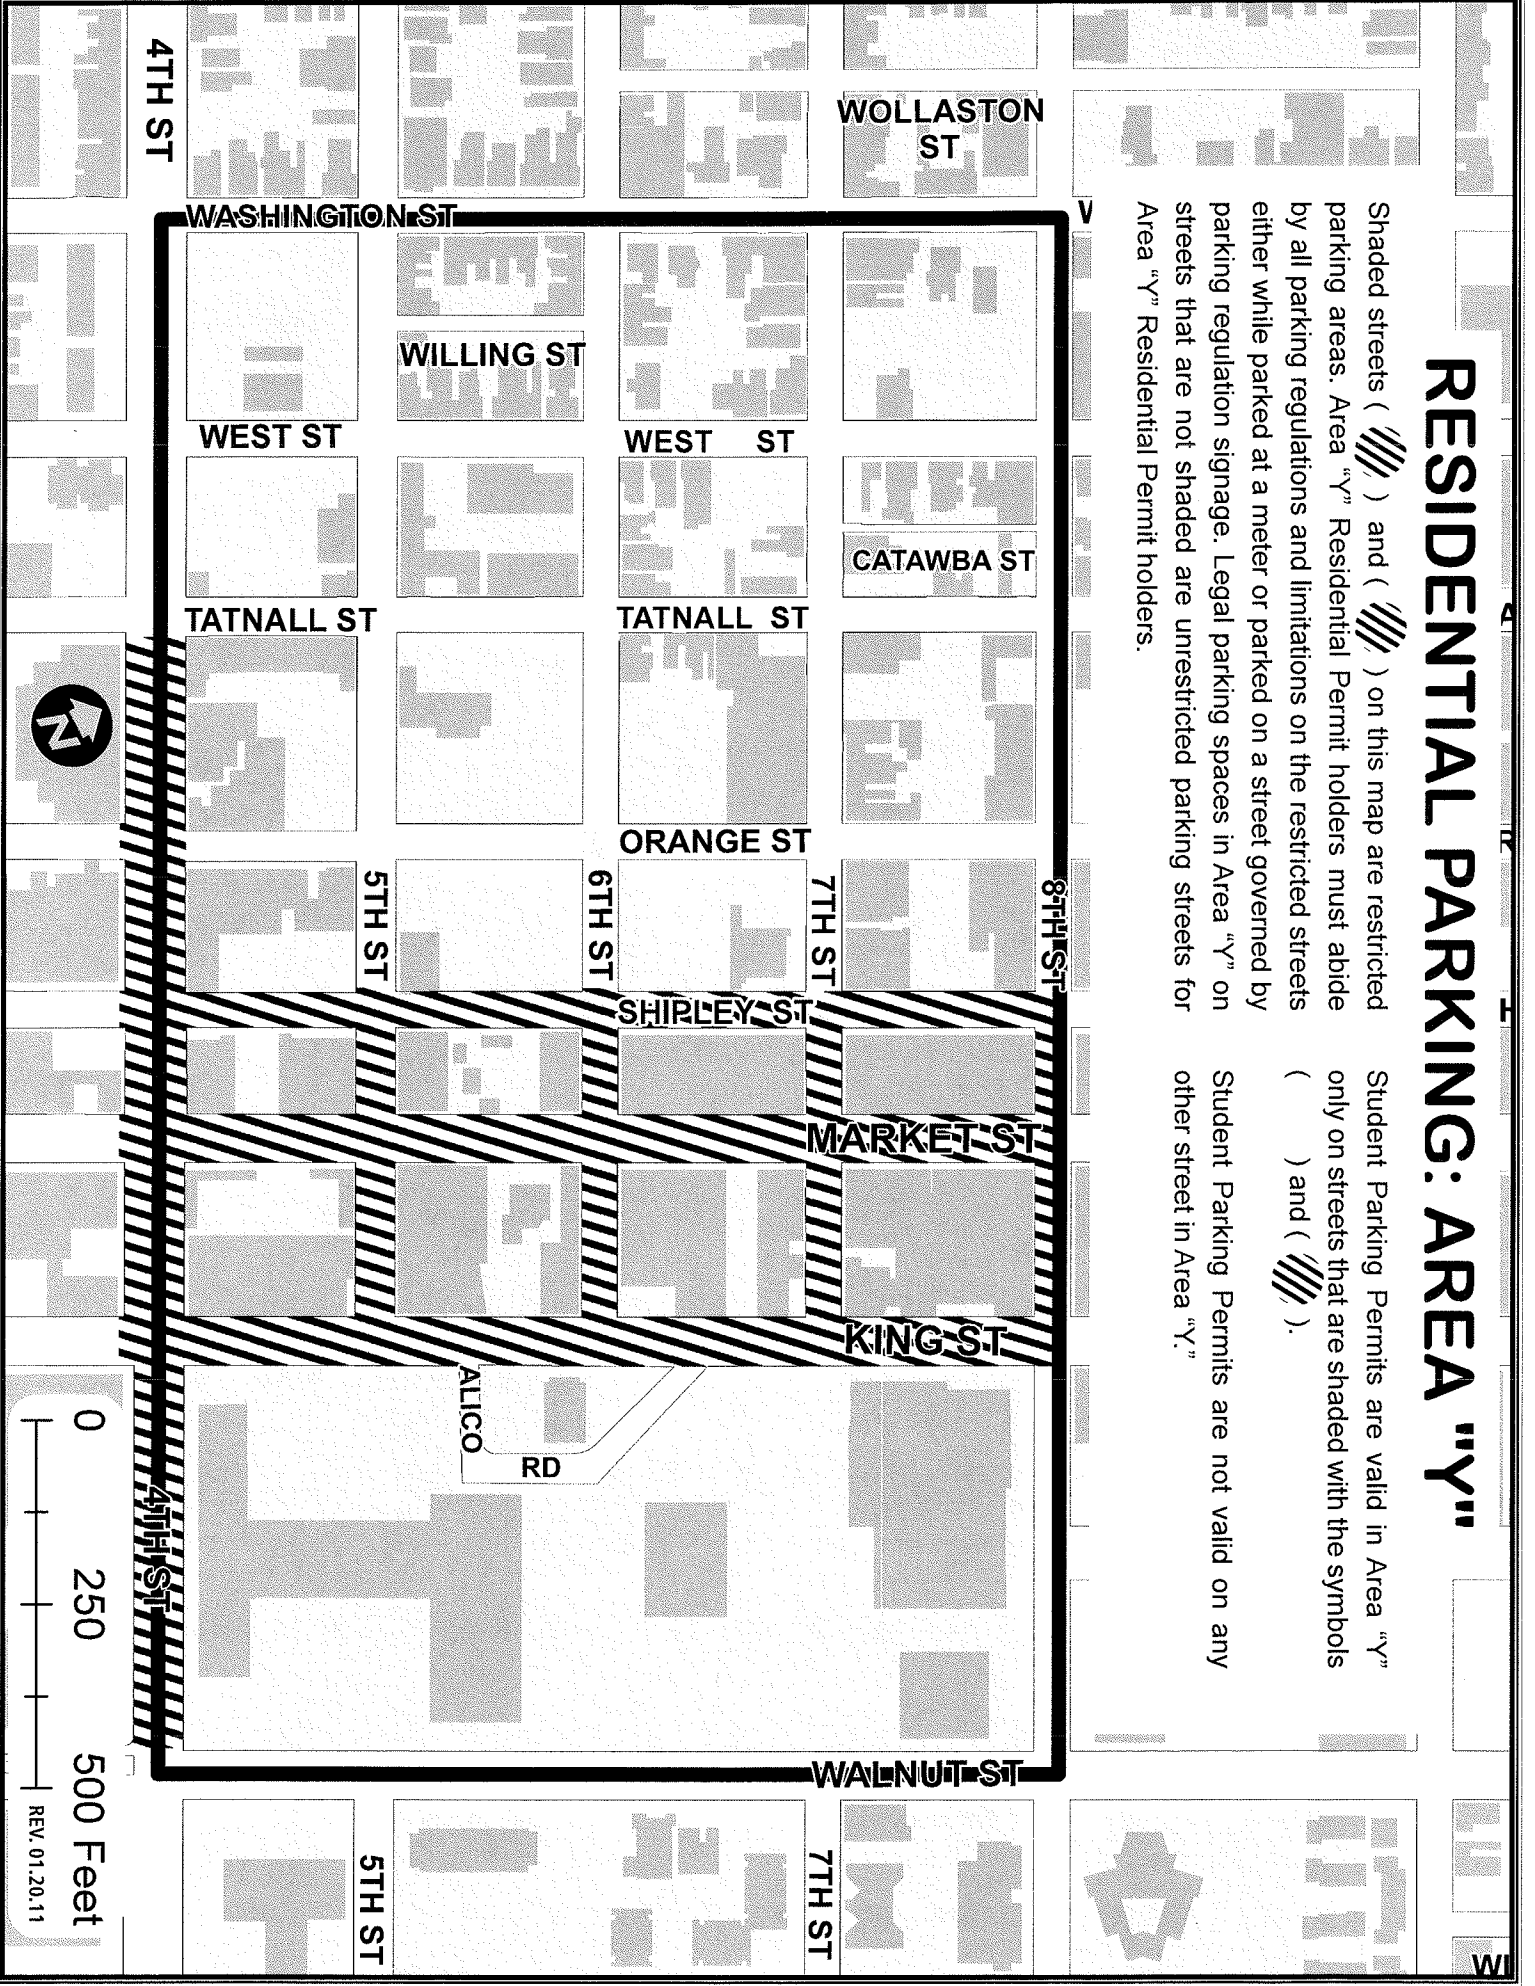 RESIDENTIAL PARKING: AREA "Y"
Shaded streets ( ) and ( ) on this map are restricted
parking areas. Area “Y” Residential Permit holders must abide
by all parking regulations and limitations on the restricted streets
either while parked at a meter or parked on a street governed by
parking regulation signage. Legal parking spaces in Area “Y” on
streets that are not shaded are unrestricted parking streets for
Area “Y” Residential Permit holders.
Student Parking Permits are valid in Area “Y”
only on streets that are shaded with the symbols
( ) and ( ).
Student Parking Permits are not valid on any
other street in Area “Y.”
4TH ST
WOLLASTON
ST
WASHINGTON ST
WILLING ST
WEST ST
WEST ST
CATAWBA ST
TATNALL ST
TATNALL ST
N
ORANGE ST
5TH ST
6TH ST
7TH ST
8TH ST
SHIPLEY ST
MARKET ST
KING ST
ALICO
RD
4TH ST
WALNUT ST
5TH ST
7TH ST
0 250 500 Feet
REV. 01.20.11